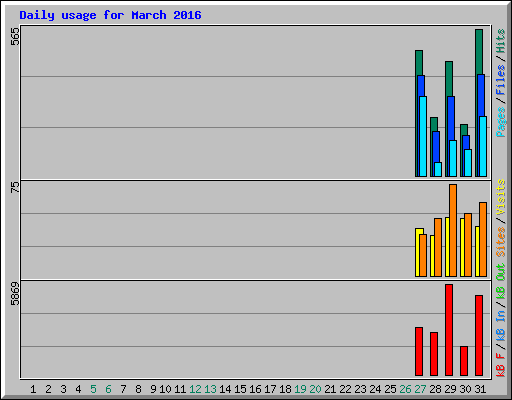 Daily usage for March 2016
565
Pages / Files / Hits
75
Sites / Visits
5869
kB F / kB In / kB Out
1 2 3 4 5 6 7 8 9 10 11 12 13 14 15 16 17 18 19 20 21 22 23 24 25 26 27 28 29 30 31